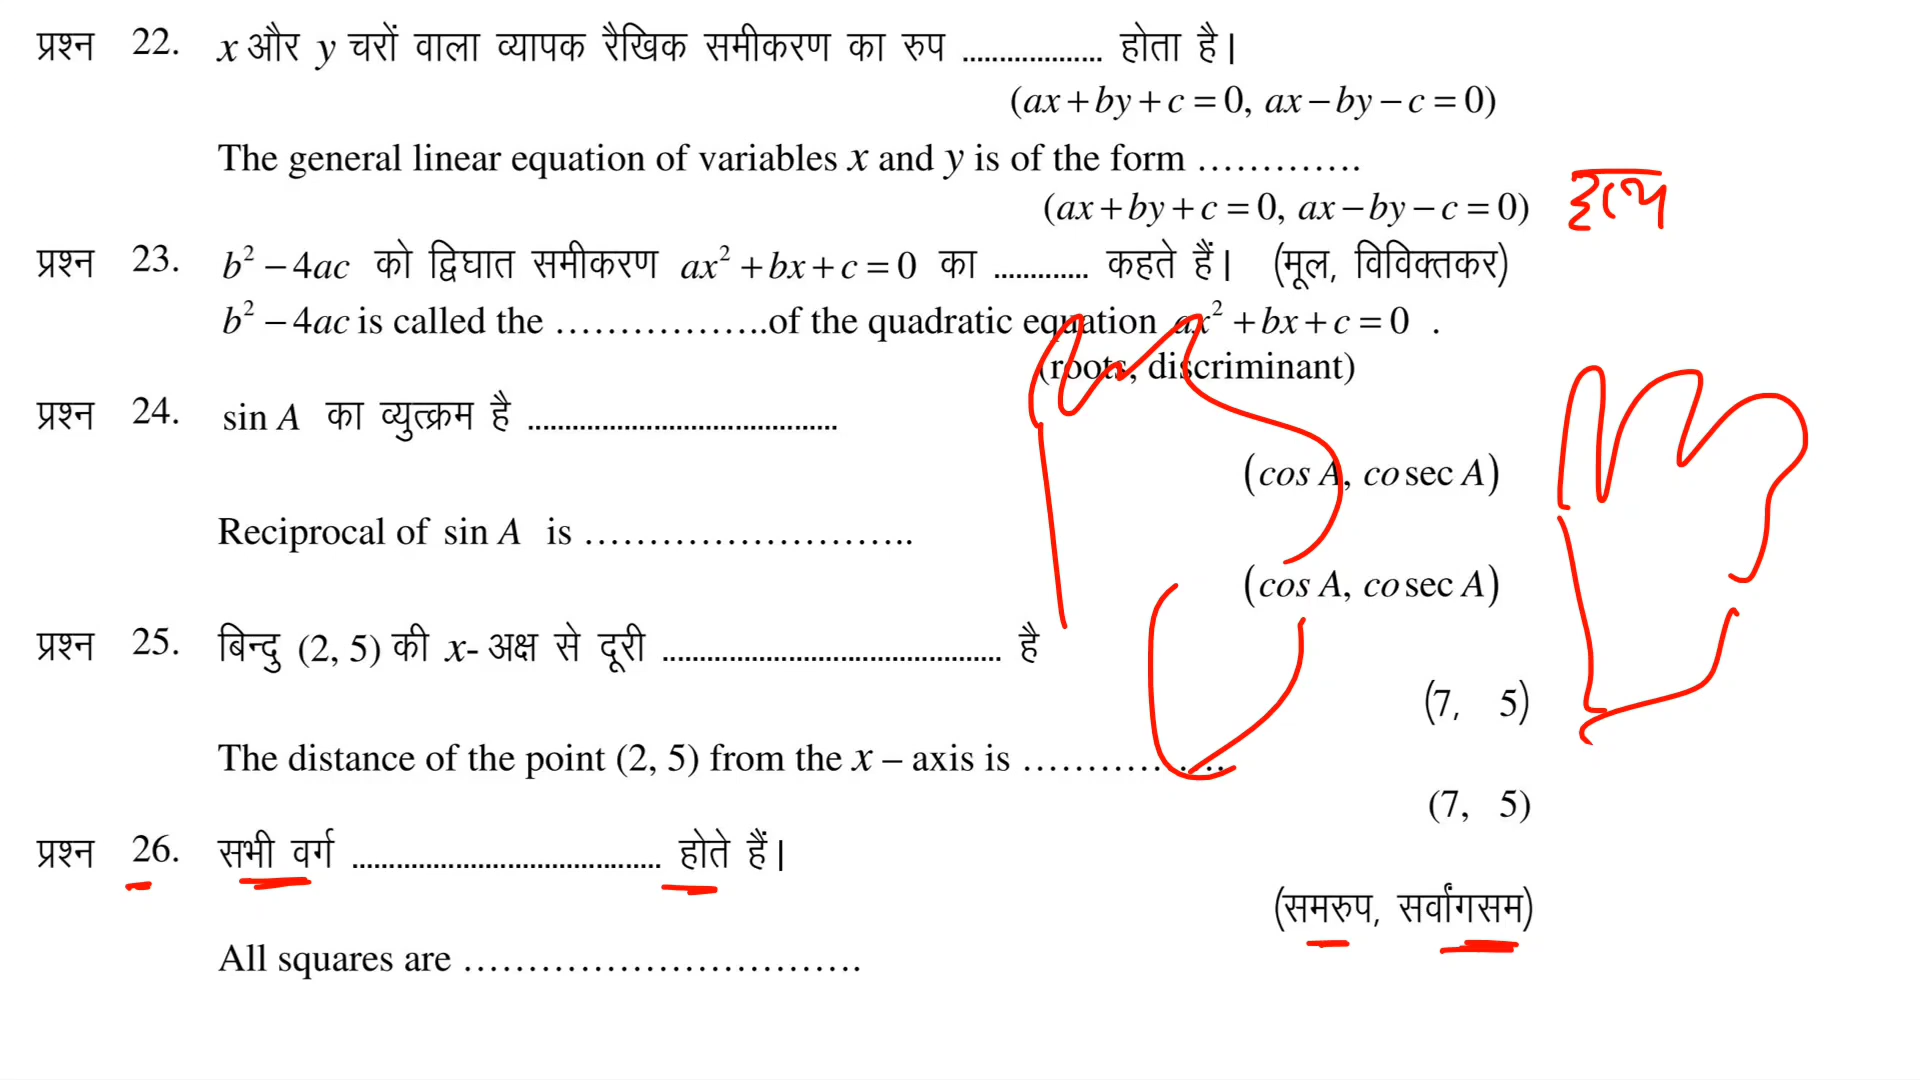 प्रश्न 22. x और y चरों वाला व्यापक रैखिक समीकरण का रुप ................... होता है।
(ax+by+c=0, ax−by−c=0)
The general linear equation of variables x and y is of the form .............
(ax+by+c=0, ax−by−c=0)
प्रश्न 23. b² −4ac को द्विघात समीकरण ax² +bx+c=0 का ............. कहते हैं। (मूल, विविक्तकर)
b² −4ac is called the ...................of the quadratic equation ax² +bx+c=0 .
(roots, discriminant)
प्रश्न 24. sin A का व्युत्क्रम है ..........................................
(cos A, cosec A)
Reciprocal of sin A is ..............................
(cos A, cosec A)
प्रश्न 25. बिन्दु (2, 5) की x- अक्ष से दूरी .............................................. है
(7, 5)
The distance of the point (2, 5) from the x – axis is ...................
(7, 5)
प्रश्न 26. सभी वर्ग .......................................... होते हैं।
(समरुप, सर्वांगसम)
All squares are .....................................